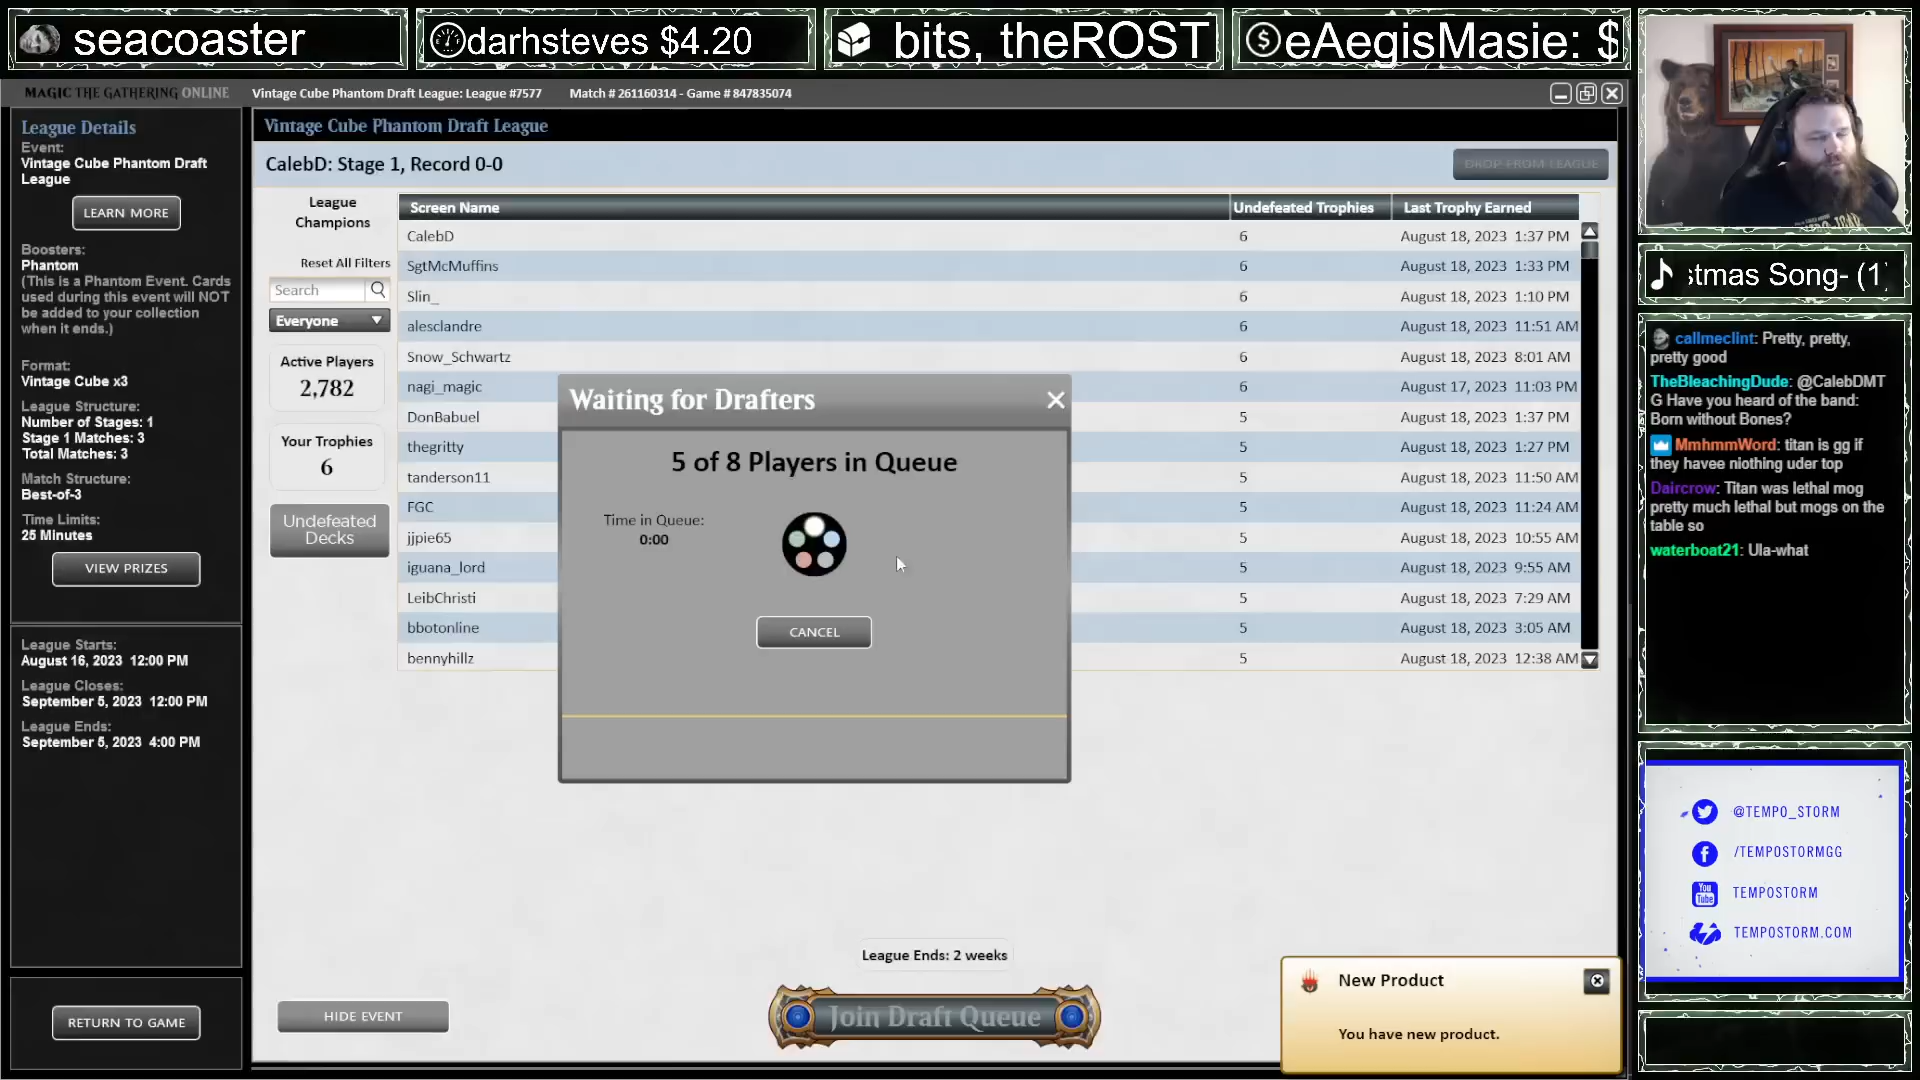 seacoaster
darhsteves $4.20
bits, theROST
eAegisMasie: $
MAGIC THE GATHERING ONLINE
Vintage Cube Phantom Draft League: League #7577
Match # 261160314 - Game # 847835074
League Details
Event:
Vintage Cube Phantom Draft
League
LEARN MORE
Boosters:
Phantom
(This is a Phantom Event. Cards
used during this event will NOT
be added to your collection
when it ends.)
Format:
Vintage Cube x3
League Structure:
Number of Stages: 1
Stage 1 Matches: 3
Total Matches: 3
Match Structure:
Best-of-3
Time Limits:
25 Minutes
VIEW PRIZES
League Starts:
August 16, 2023 12:00 PM
League Closes:
September 5, 2023 12:00 PM
League Ends:
September 5, 2023 4:00 PM
RETURN TO GAME
Vintage Cube Phantom Draft League
CalebD: Stage 1, Record 0-0
DROP FROM LEAGUE
League
Champions
Reset All Filters
Search
Everyone
Active Players
2,782
Your Trophies
6
Undefeated
Decks
Screen Name Undefeated Trophies Last Trophy Earned
CalebD 6 August 18, 2023 1:37 PM
SgtMcMuffins 6 August 18, 2023 1:33 PM
Slin_ 6 August 18, 2023 1:10 PM
alesclandre 6 August 18, 2023 11:51 AM
Snow_Schwartz 6 August 18, 2023 8:01 AM
nagi_magic 6 August 17, 2023 11:03 PM
DonBabuel 5 August 18, 2023 1:37 PM
thegritty 5 August 18, 2023 1:27 PM
tanderson11 5 August 18, 2023 11:50 AM
FGC 5 August 18, 2023 11:24 AM
jjpie65 5 August 18, 2023 10:55 AM
iguana_lord 5 August 18, 2023 9:55 AM
LeibChristi 5 August 18, 2023 7:29 AM
bbotonline 5 August 18, 2023 3:05 AM
bennyhillz 5 August 18, 2023 12:38 AM
Waiting for Drafters
5 of 8 Players in Queue
Time in Queue:
0:00
CANCEL
League Ends: 2 weeks
HIDE EVENT
Join Draft Queue
New Product
You have new product.
stmas Song- (1)
callmeclint: Pretty, pretty,
pretty good
TheBleachingDude: @CalebDMT
G Have you heard of the band:
Born without Bones?
MmhmmWord: titan is gg if
they havee niothing uder top
Daircrow: Titan was lethal mog
pretty much lethal but mogs on the
table so
waterboat21: Ula-what
@TEMPO_STORM
/TEMPOSTORMGG
You
Tube
TEMPOSTORM
TEMPOSTORM.COM